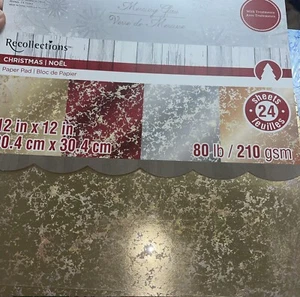 Recollections™
CHRISTMAS | NOËL
Paper Pad | Bloc de Papier
12 in x 12 in
30.4 cm x 30.4 cm
80 lb / 210 gsm
sheets
24
feuilles